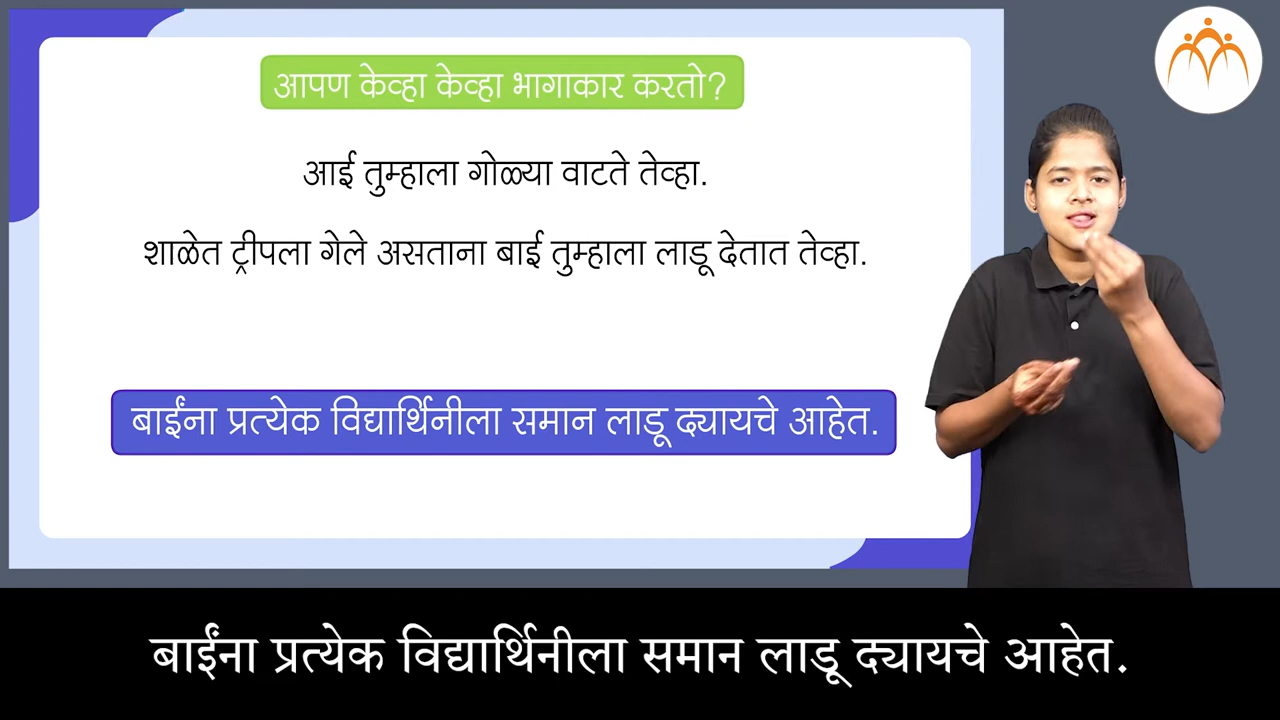 आपण केव्हा केव्हा भागाकार करतो?
आई तुम्हाला गोळ्या वाटते तेव्हा.
शाळेत ट्रीपला गेले असताना बाई तुम्हाला लाडू देतात तेव्हा.
बाईंना प्रत्येक विद्यार्थिनीला समान लाडू द्यायचे आहेत.
बाईंना प्रत्येक विद्यार्थिनीला समान लाडू द्यायचे आहेत.